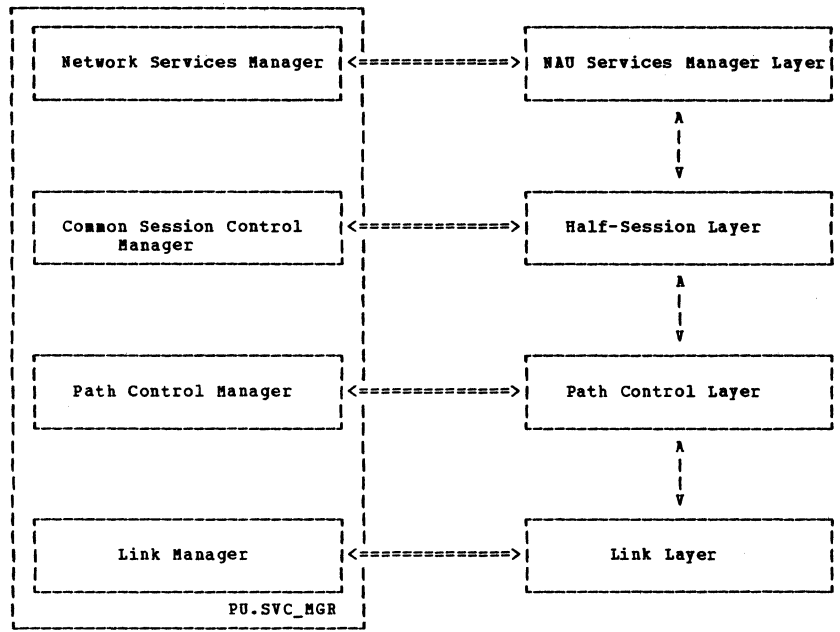 Network Services Manager <=============> NAU Services Manager Layer
Common Session Control
Manager <=============> Half-Session Layer
Path Control Manager <=============> Path Control Layer
Link Manager <=============> Link Layer
PU.SVC_MGR